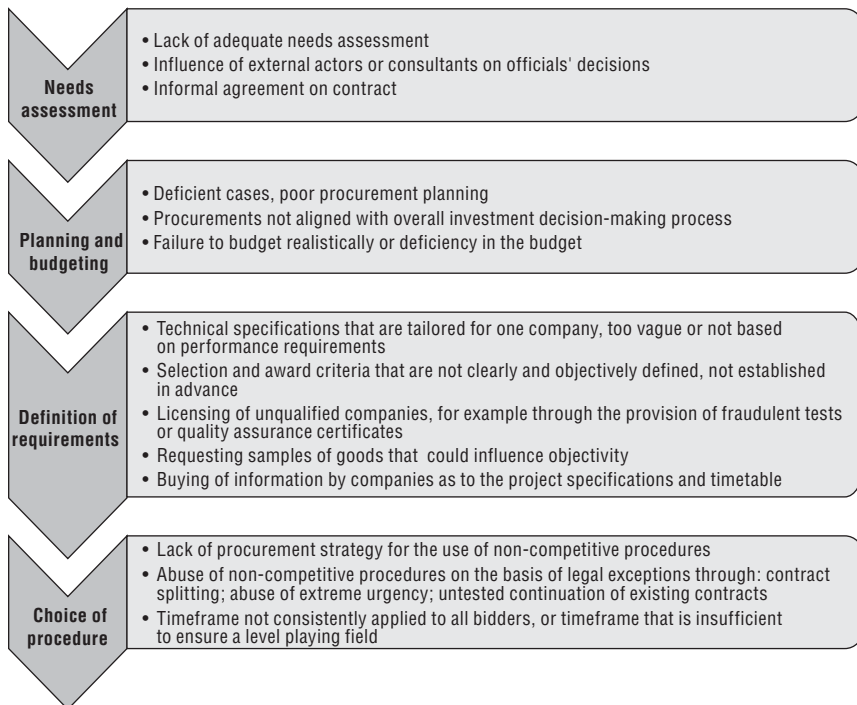 Needs
assessment
• Lack of adequate needs assessment
• Influence of external actors or consultants on officials' decisions
• Informal agreement on contract
Planning and
budgeting
• Deficient cases, poor procurement planning
• Procurements not aligned with overall investment decision-making process
• Failure to budget realistically or deficiency in the budget
Definition of
requirements
• Technical specifications that are tailored for one company, too vague or not based
on performance requirements
• Selection and award criteria that are not clearly and objectively defined, not established
in advance
• Licensing of unqualified companies, for example through the provision of fraudulent tests
or quality assurance certificates
• Requesting samples of goods that could influence objectivity
• Buying of information by companies as to the project specifications and timetable
Choice of
procedure
• Lack of procurement strategy for the use of non-competitive procedures
• Abuse of non-competitive procedures on the basis of legal exceptions through: contract
splitting; abuse of extreme urgency; untested continuation of existing contracts
• Timeframe not consistently applied to all bidders, or timeframe that is insufficient
to ensure a level playing field